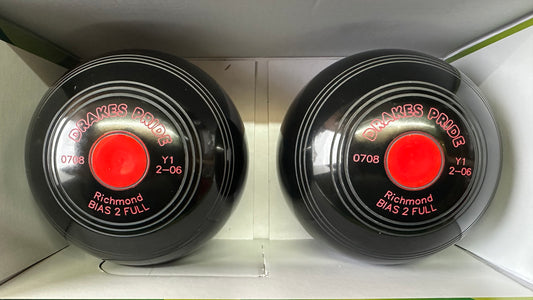 DRAKES PRIDE
0708 Y1
2-06
Richmond
BIAS 2 FULL
DRAKES PRIDE
0708 Y1
2-06
Richmond
BIAS 2 FULL